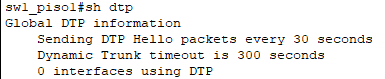 sw1_piso1#sh dtp
Global DTP information
Sending DTP Hello packets every 30 seconds
Dynamic Trunk timeout is 300 seconds
0 interfaces using DTP